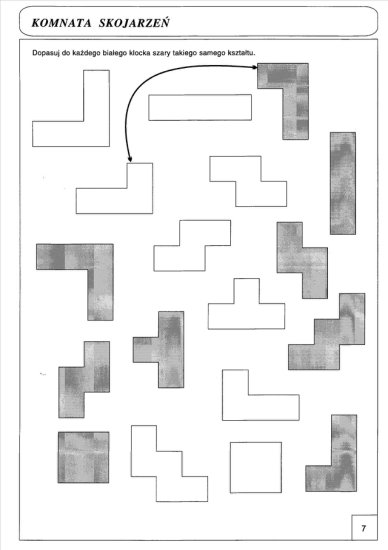 KOMNATA SKOJARZEŃ
Dopasuj do każdego białego klocka szary takiego samego kształtu.
7